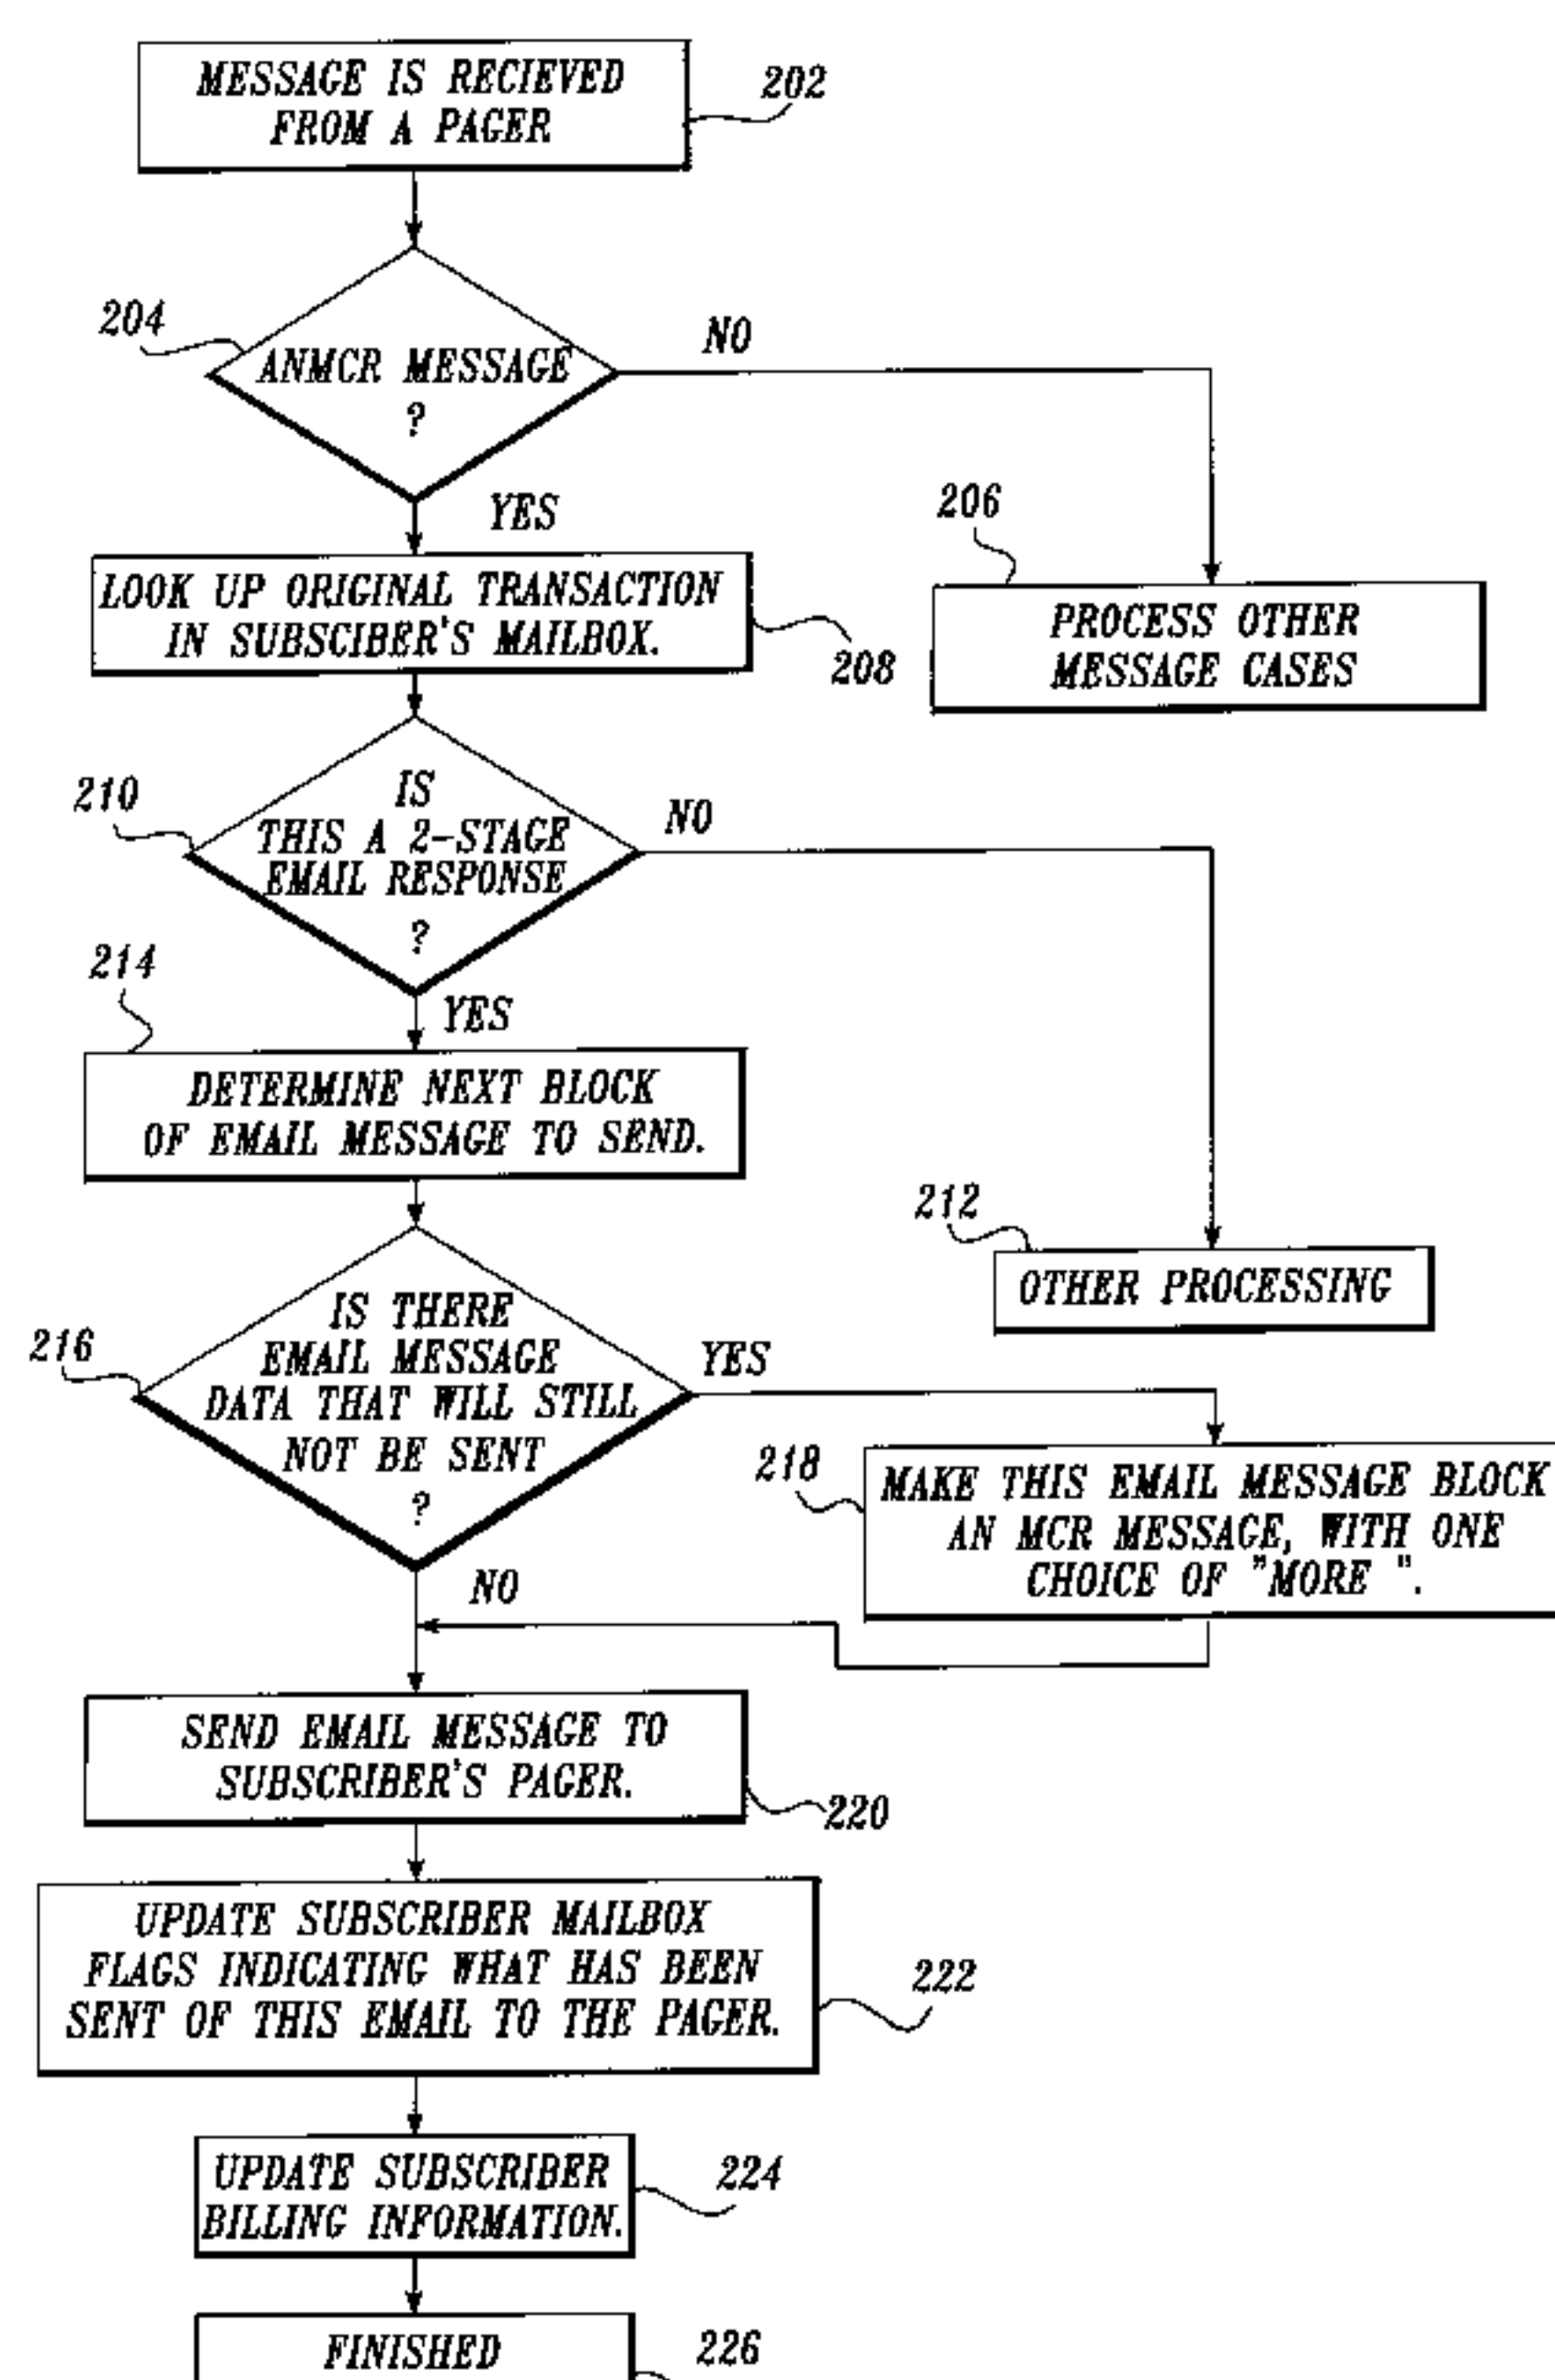 MESSAGE IS RECIEVED
FROM A PAGER
202
204
ANMCR MESSAGE
?
NO
YES
206
LOOK UP ORIGINAL TRANSACTION
IN SUBSCIBER'S MAILBOX.
208
PROCESS OTHER
MESSAGE CASES
210
IS
THIS A 2-STAGE
EMAIL RESPONSE
?
NO
YES
214
DETERMINE NEXT BLOCK
OF EMAIL MESSAGE TO SEND.
212
OTHER PROCESSING
216
IS THERE
EMAIL MESSAGE
DATA THAT WILL STILL
NOT BE SENT
?
YES
NO
218
MAKE THIS EMAIL MESSAGE BLOCK
AN MCR MESSAGE, WITH ONE
CHOICE OF "MORE ".
SEND EMAIL MESSAGE TO
SUBSCRIBER'S PAGER.
220
UPDATE SUBSCRIBER MAILBOX
FLAGS INDICATING WHAT HAS BEEN
SENT OF THIS EMAIL TO THE PAGER.
222
UPDATE SUBSCRIBER
BILLING INFORMATION.
224
FINISHED
226